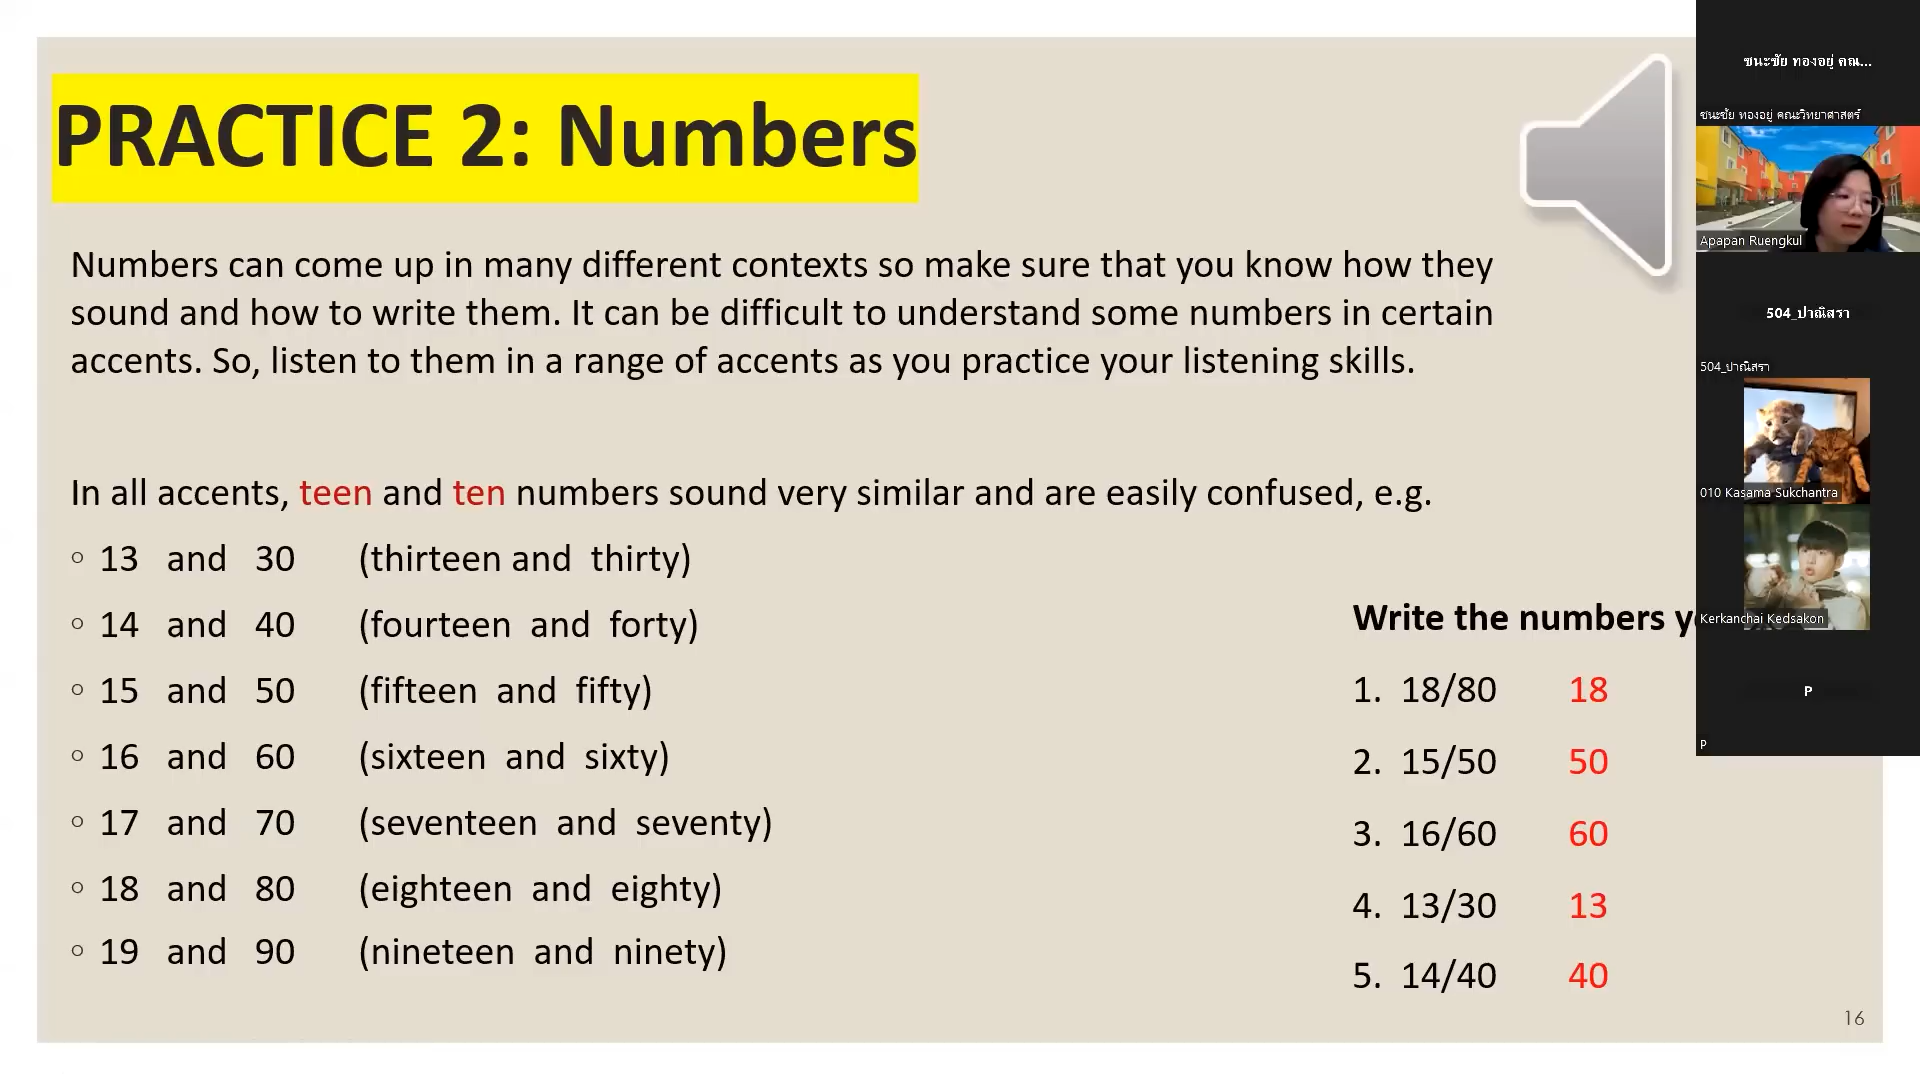 PRACTICE 2: Numbers
Numbers can come up in many different contexts so make sure that you know how they
sound and how to write them. It can be difficult to understand some numbers in certain
accents. So, listen to them in a range of accents as you practice your listening skills.
In all accents, teen and ten numbers sound very similar and are easily confused, e.g.
◦ 13 and 30 (thirteen and thirty)
◦ 14 and 40 (fourteen and forty)
◦ 15 and 50 (fifteen and fifty)
◦ 16 and 60 (sixteen and sixty)
◦ 17 and 70 (seventeen and seventy)
◦ 18 and 80 (eighteen and eighty)
◦ 19 and 90 (nineteen and ninety)
Write the numbers
1. 18/80 18
2. 15/50 50
3. 16/60 60
4. 13/30 13
5. 14/40 40
16
ชนะชัย ทองอยู่ คณ...
ชนะชัย ทองอยู่ คณะวิทยาศาสตร์
Apapan Ruengkul
504_ปาณิสรา
504_ปาณิสรา
010 Kasama Sukchantra
Kerkanchai Kedsakon
P
P